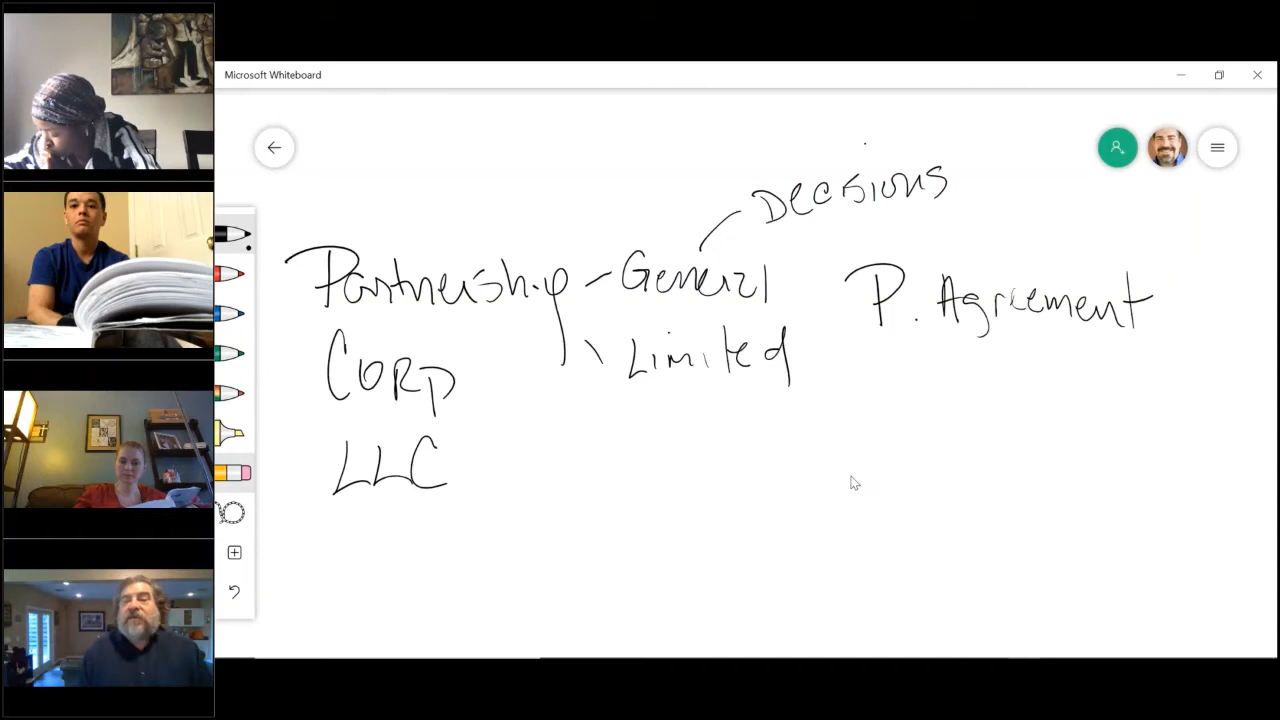 Microsoft Whiteboard
Decisions
Partnership - General
P. Agreement
Limited
Corp
LLC